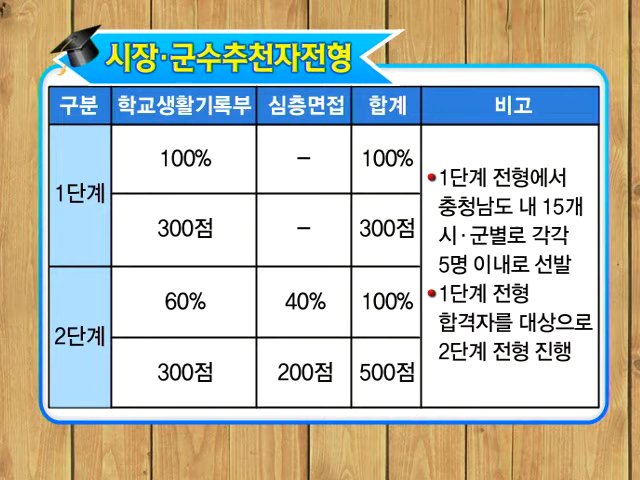 시장·군수추천자전형
구분 학교생활기록부 심층면접 합계 비고
1단계
100% – 100%
300점 – 300점
2단계
60% 40% 100%
300점 200점 500점
1단계 전형에서
충청남도 내 15개
시·군별로 각각
5명 이내로 선발
1단계 전형
합격자를 대상으로
2단계 전형 진행